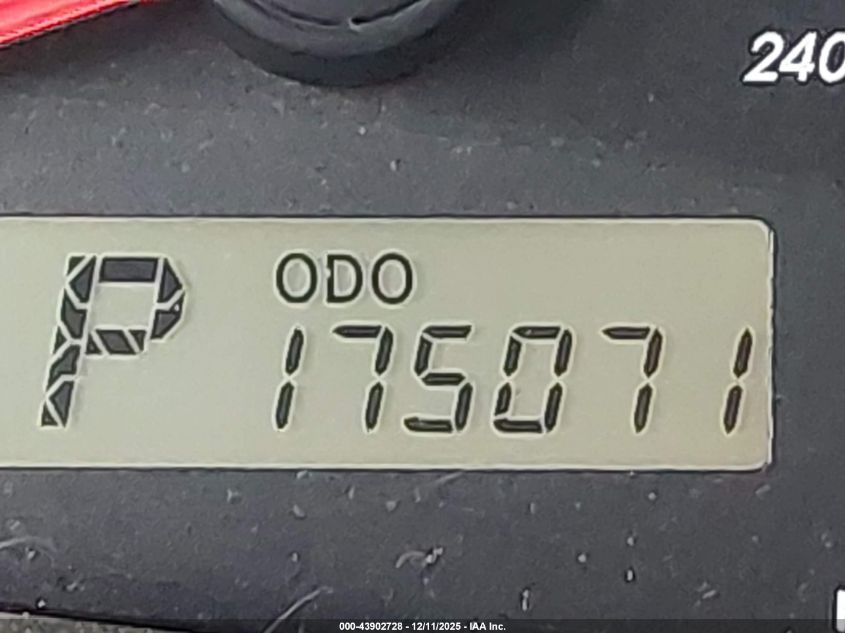 240
ODO
P 175071
000-43902728 - 12/11/2025 - IAA Inc.